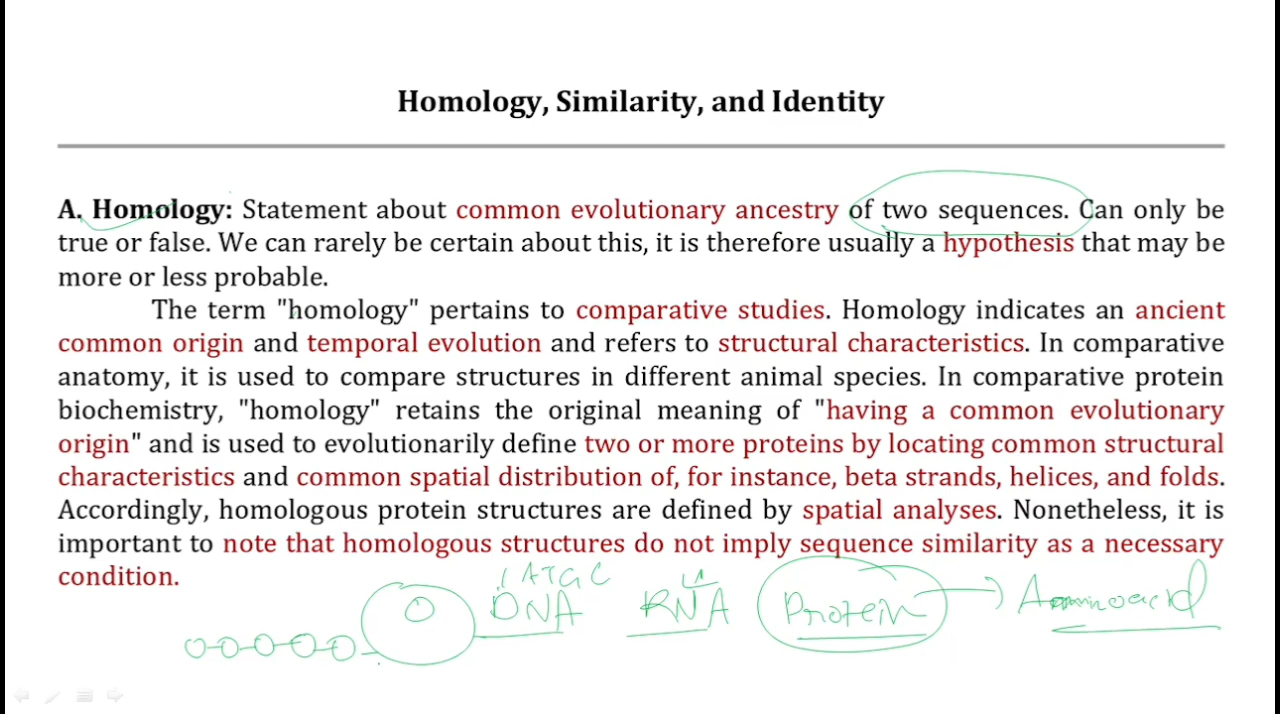 Homology, Similarity, and Identity
A. Homology: Statement about common evolutionary ancestry of two sequences. Can only be
true or false. We can rarely be certain about this, it is therefore usually a hypothesis that may be
more or less probable.
The term "homology" pertains to comparative studies. Homology indicates an ancient
common origin and temporal evolution and refers to structural characteristics. In comparative
anatomy, it is used to compare structures in different animal species. In comparative protein
biochemistry, "homology" retains the original meaning of "having a common evolutionary
origin" and is used to evolutionarily define two or more proteins by locating common structural
characteristics and common spatial distribution of, for instance, beta strands, helices, and folds.
Accordingly, homologous protein structures are defined by spatial analyses. Nonetheless, it is
important to note that homologous structures do not imply sequence similarity as a necessary
condition.
ATGC
DNA RNA Protein Aminoacid